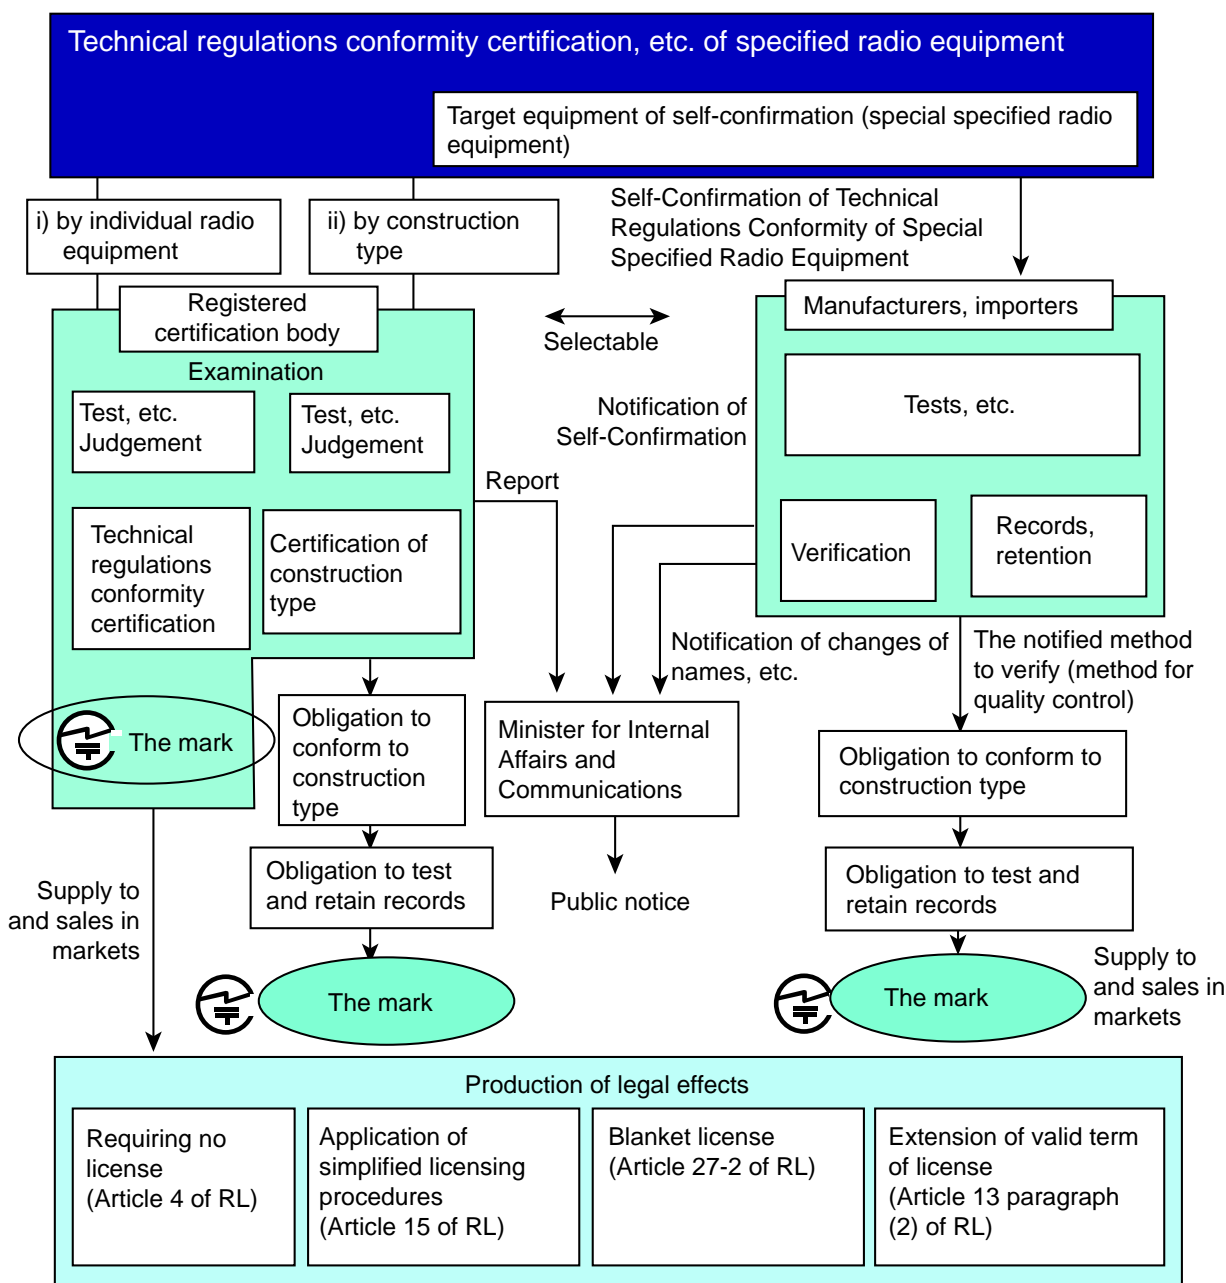 Technical regulations conformity certification, etc. of specified radio equipment
Target equipment of self-confirmation (special specified radio
equipment)
i) by individual radio
equipment
ii) by construction
type
Self-Confirmation of Technical
Regulations Conformity of Special
Specified Radio Equipment
Registered
certification body
Selectable
Manufacturers, importers
Examination
Test, etc.
Judgement
Test, etc.
Judgement
Notification of
Self-Confirmation
Tests, etc.
Report
Technical
regulations
conformity
certification
Certification of
construction
type
Verification
Records,
retention
Notification of changes of
names, etc.
The notified method
to verify (method for
quality control)
The mark
Obligation to
conform to
construction
type
Minister for Internal
Affairs and
Communications
Obligation to conform to
construction type
Supply to
and sales in
markets
Obligation to test
and retain records
Public notice
Obligation to test and
retain records
The mark
The mark
Supply to
and sales in
markets
Production of legal effects
Requiring no
license
(Article 4 of RL)
Application of
simplified licensing
procedures
(Article 15 of RL)
Blanket license
(Article 27-2 of RL)
Extension of valid term
of license
(Article 13 paragraph
(2) of RL)